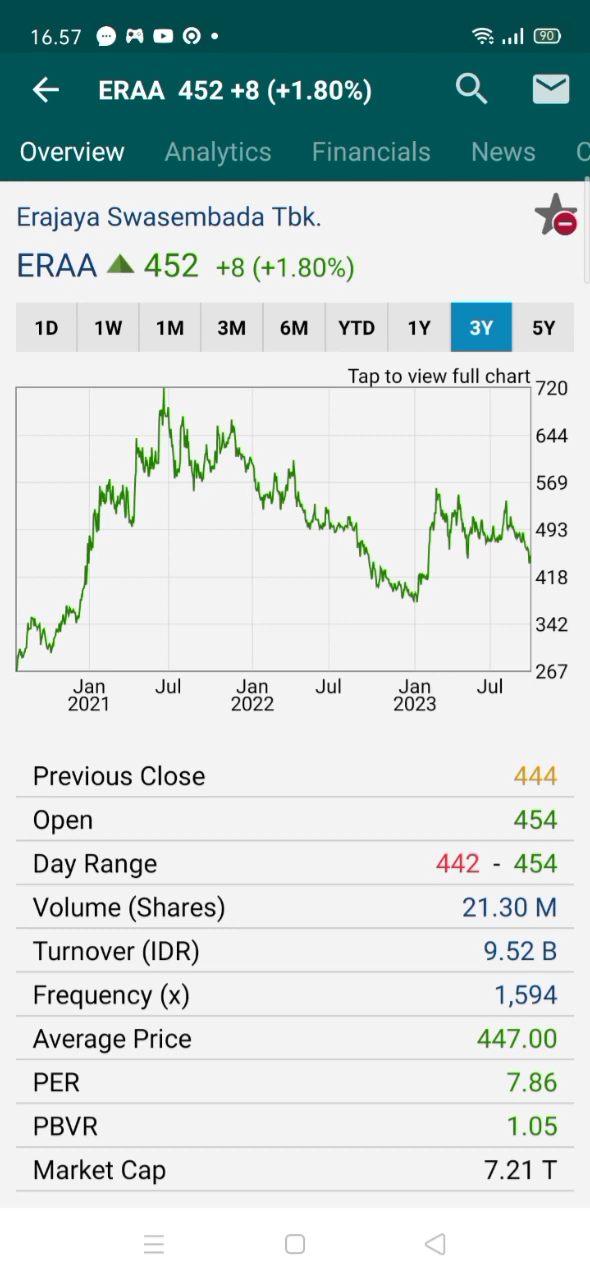 16.57 90
ERAA 452 +8 (+1.80%)
Overview Analytics Financials News C
Erajaya Swasembada Tbk.
ERAA 452 +8 (+1.80%)
1D 1W 1M 3M 6M YTD 1Y 3Y 5Y
Tap to view full chart
720
644
569
493
418
342
267
Jan Jul Jan Jul Jan Jul
2021 2022 2023
Previous Close 444
Open 454
Day Range 442 - 454
Volume (Shares) 21.30 M
Turnover (IDR) 9.52 B
Frequency (x) 1,594
Average Price 447.00
PER 7.86
PBVR 1.05
Market Cap 7.21 T